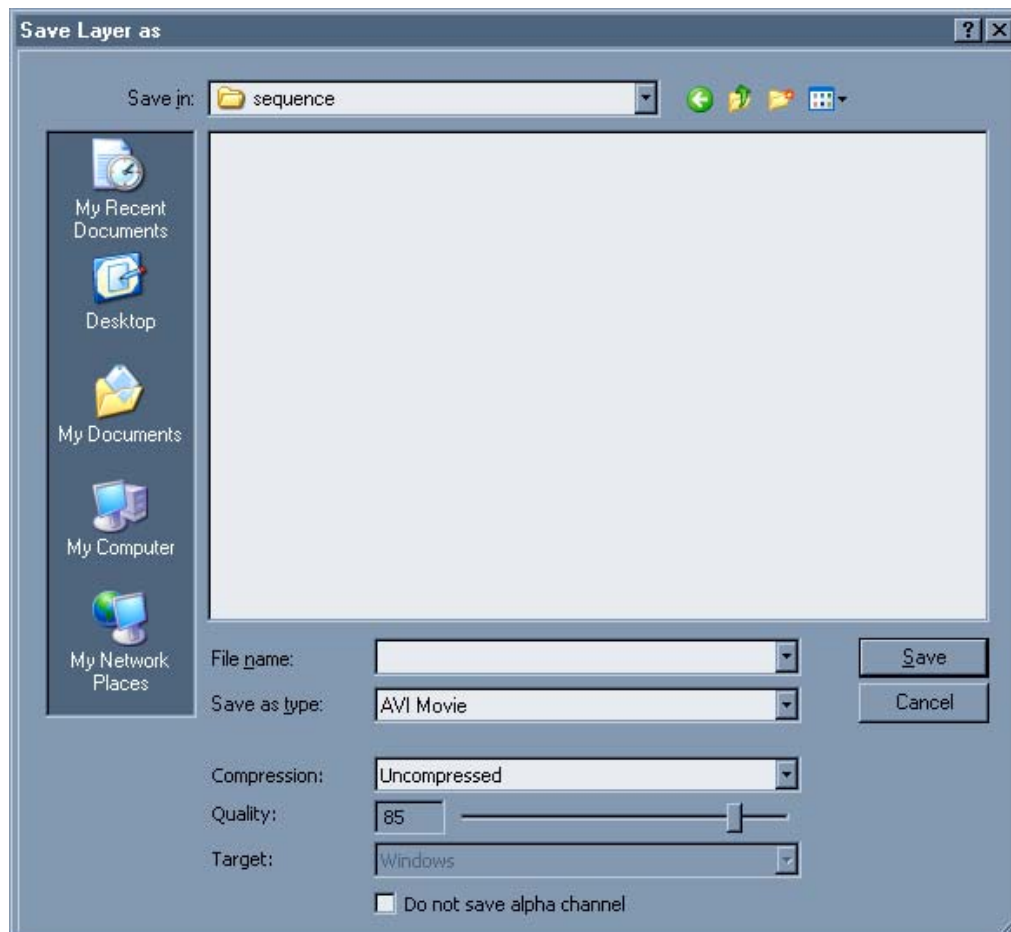 Save Layer as
Save in:
sequence
My Recent
Documents
Desktop
My Documents
My Computer
My Network
Places
File name:
Save
Save as type:
AVI Movie
Cancel
Compression:
Uncompressed
Quality:
85
Target:
Windows
Do not save alpha channel